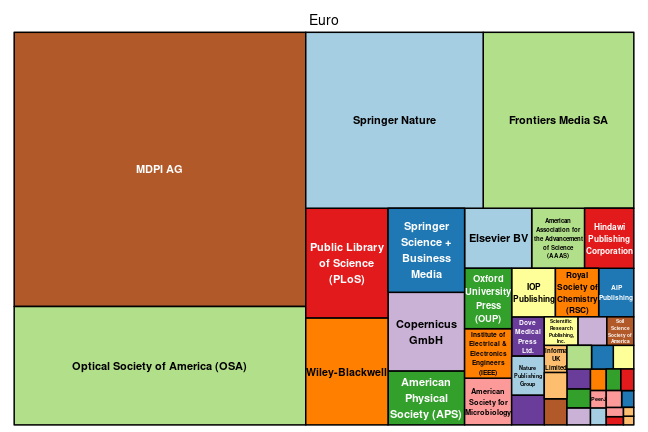 Euro
MDPI AG
Springer Nature
Frontiers Media SA
Optical Society of America (OSA)
Public Library
of Science
(PLoS)
Wiley-Blackwell
Springer
Science +
Business
Media
Copernicus
GmbH
American
Physical
Society (APS)
Elsevier BV
American
Association for
the Advancement
of Science
(AAAS)
Hindawi
Publishing
Corporation
Oxford
University
Press
(OUP)
IOP
Publishing
Royal
Society of
Chemistry
(RSC)
AIP
Publishing
Institute of
Electrical &
Electronics
Engineers
(IEEE)
American
Society for
Microbiology
Dove
Medical
Press
Ltd.
Nature
Publishing
Group
Scientific
Research
Publishing,
Inc.
Soil
Science
Society of
America
Informa
UK
Limited
PeerJ